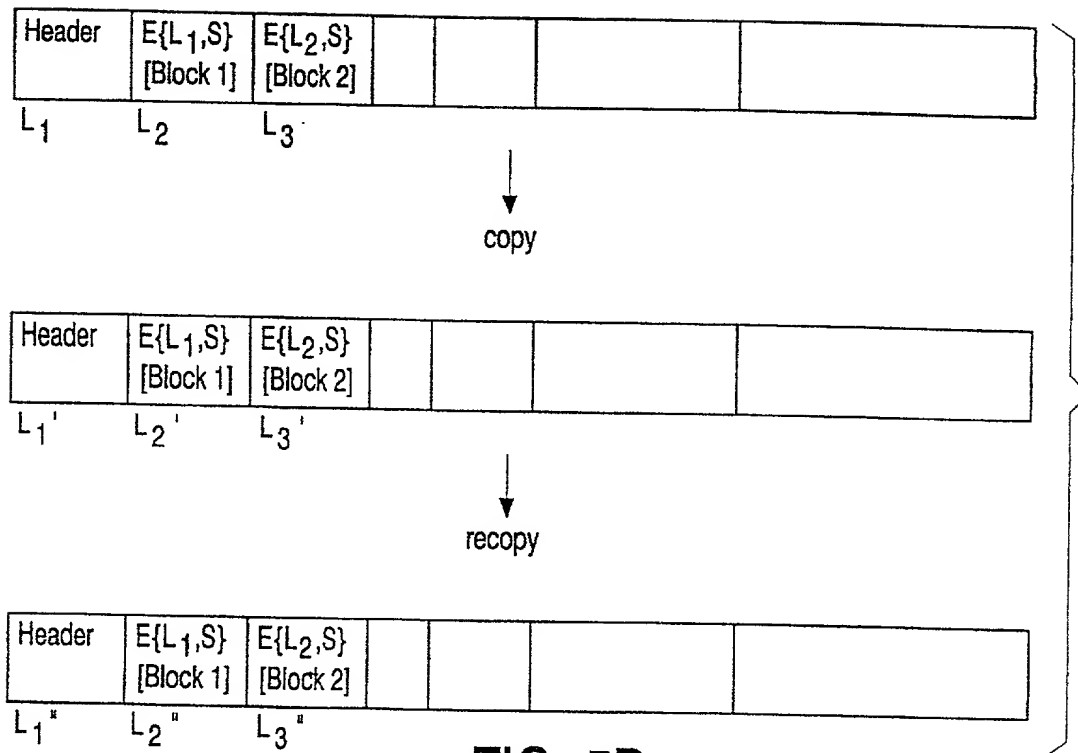 Header E{L1,S} E{L2,S}
[Block 1] [Block 2]
L1 L2 L3
copy
Header E{L1,S} E{L2,S}
[Block 1] [Block 2]
L1' L2' L3'
recopy
Header E{L1,S} E{L2,S}
[Block 1] [Block 2]
L1" L2" L3"